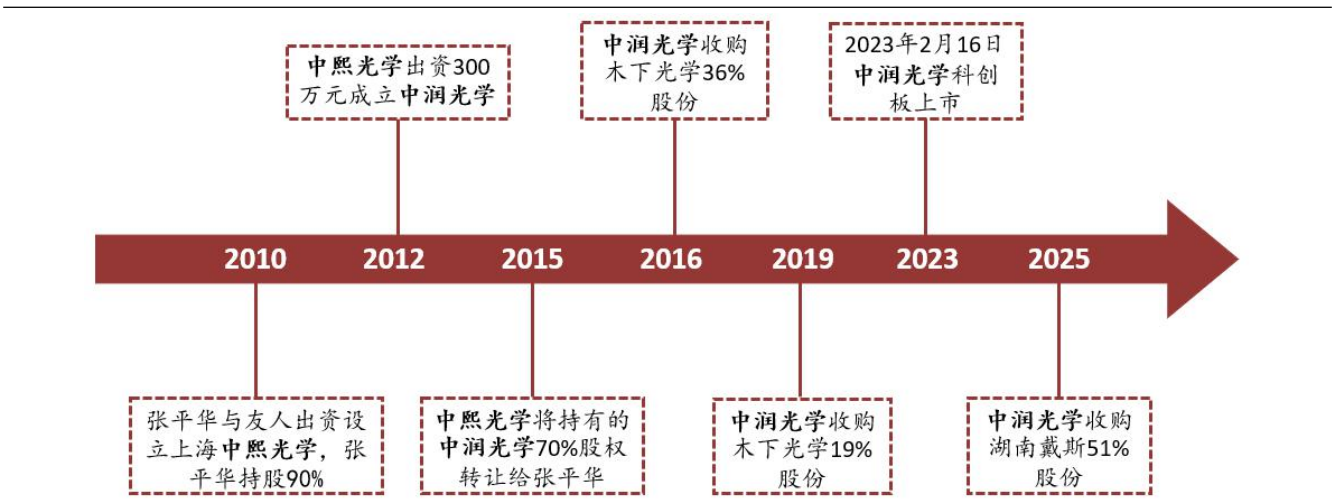 中熙光学出资300
万元成立中润光学
中润光学收购
木下光学36%
股份
2023年2月16日
中润光学科创
板上市
2010
2012
2015
2016
2019
2023
2025
张平华与友人出资设
立上海中熙光学，张
平华持股90%
中熙光学将持有的
中润光学70%股权
转让给张平华
中润光学收购
木下光学19%
股份
中润光学收购
湖南戴斯51%
股份